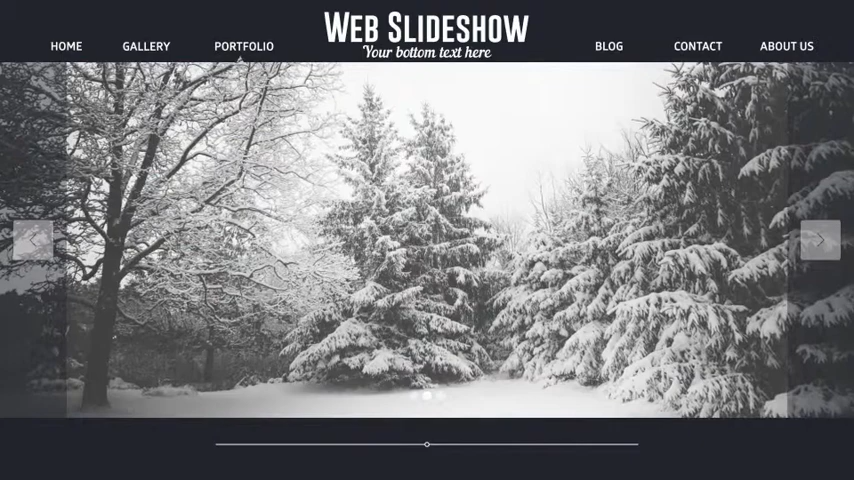 Web Slideshow
Your bottom text here
HOME GALLERY PORTFOLIO BLOG CONTACT ABOUT US